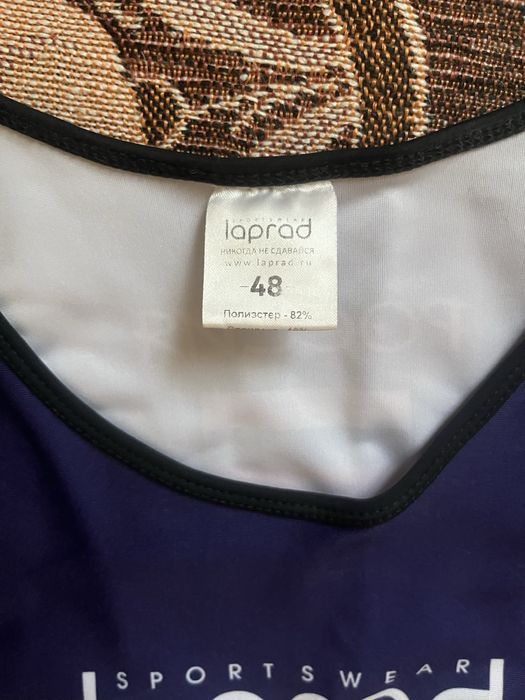 SPORTSWEAR
laprad
НИКОГДА НЕ СДАВАЙСЯ
www.laprad.ru
-48-
Полиэстер - 82%
SPORTSWEAR